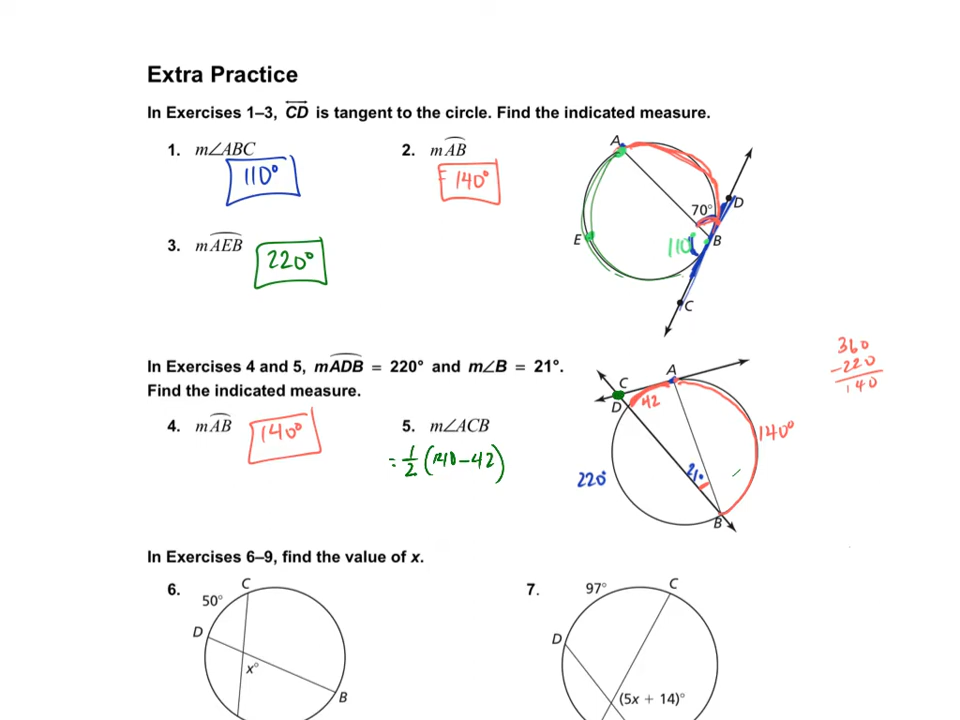 Extra Practice
In Exercises 1–3, CD is tangent to the circle. Find the indicated measure.
1. m∠ABC
110°
2. mAB
= 140°
3. mAEB
220°
A
70°
D
E
110°
B
C
In Exercises 4 and 5, mADB = 220° and m∠B = 21°.
Find the indicated measure.
4. mAB
140°
5. m∠ACB
= 1/2 (140 - 42)
360
-220
140
C
A
D
42
140°
220°
21°
B
In Exercises 6–9, find the value of x.
6.
50°
C
D
x°
B
7.
97°
C
D
(5x + 14)°